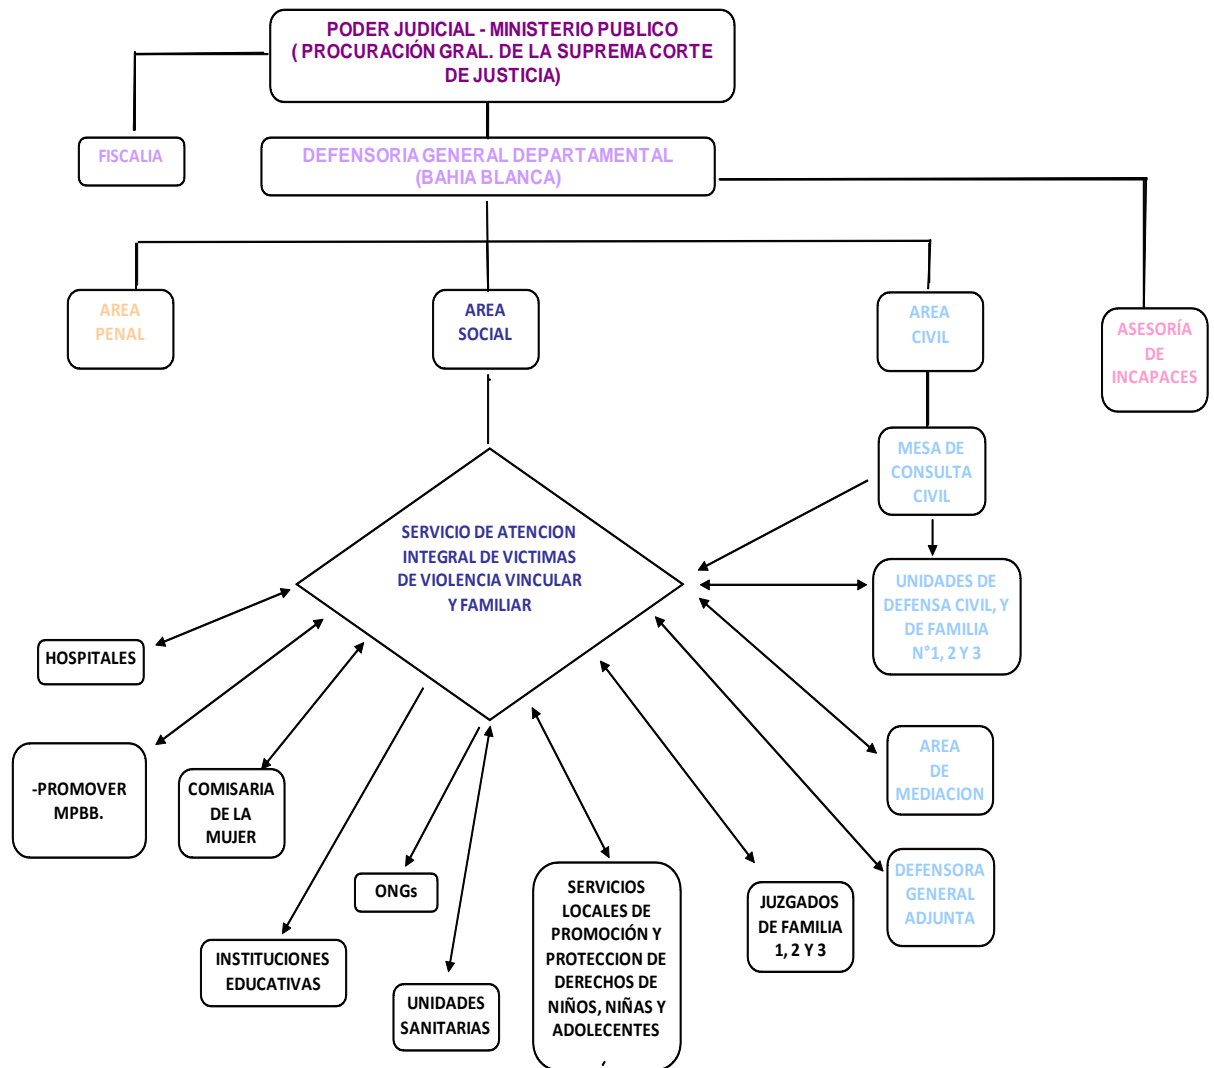 PODER JUDICIAL - MINISTERIO PUBLICO
( PROCURACIÓN GRAL. DE LA SUPREMA CORTE
DE JUSTICIA)
FISCALIA
DEFENSORIA GENERAL DEPARTAMENTAL
(BAHIA BLANCA)
AREA
PENAL
AREA
SOCIAL
AREA
CIVIL
ASESORÍA
DE
INCAPACES
MESA DE
CONSULTA
CIVIL
SERVICIO DE ATENCION
INTEGRAL DE VICTIMAS
DE VIOLENCIA VINCULAR
Y FAMILIAR
UNIDADES DE
DEFENSA CIVIL, Y
DE FAMILIA
N°1, 2 Y 3
HOSPITALES
-PROMOVER
MPBB.
COMISARIA
DE LA
MUJER
AREA
DE
MEDIACION
ONGs
SERVICIOS
LOCALES DE
PROMOCIÓN Y
PROTECCION DE
DERECHOS DE
NIÑOS, NIÑAS Y
ADOLECENTES
JUZGADOS
DE FAMILIA
1, 2 Y 3
DEFENSORA
GENERAL
ADJUNTA
INSTITUCIONES
EDUCATIVAS
UNIDADES
SANITARIAS